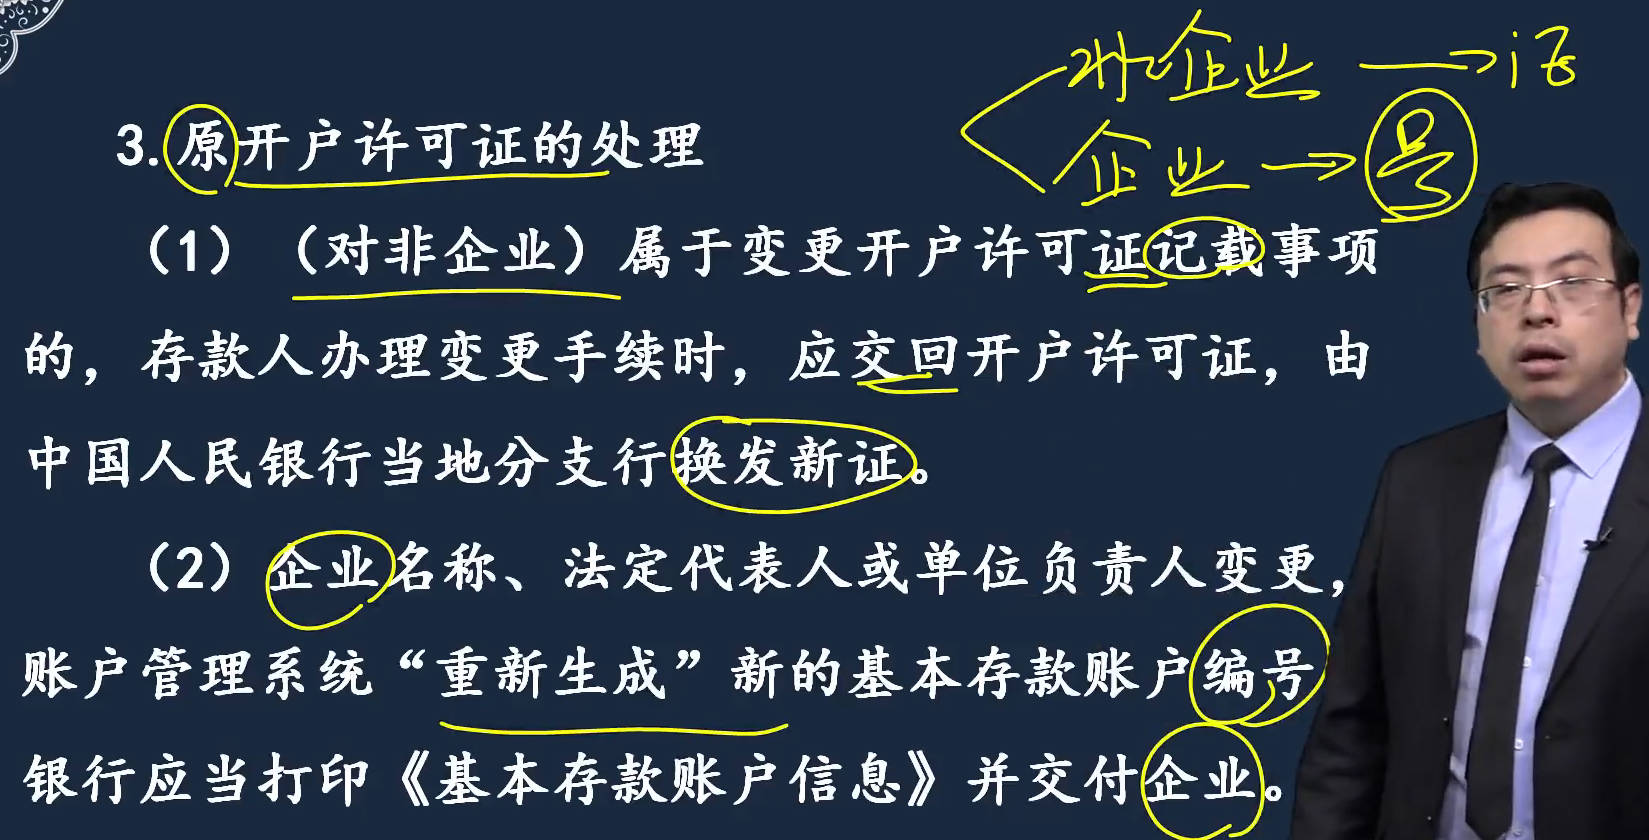 非企业 → 证
企业 → 号
3.原开户许可证的处理
（1）（对非企业）属于变更开户许可证记载事项
的，存款人办理变更手续时，应交回开户许可证，由
中国人民银行当地分支行换发新证。
（2）企业名称、法定代表人或单位负责人变更，
账户管理系统“重新生成”新的基本存款账户编号
银行应当打印《基本存款账户信息》并交付企业。